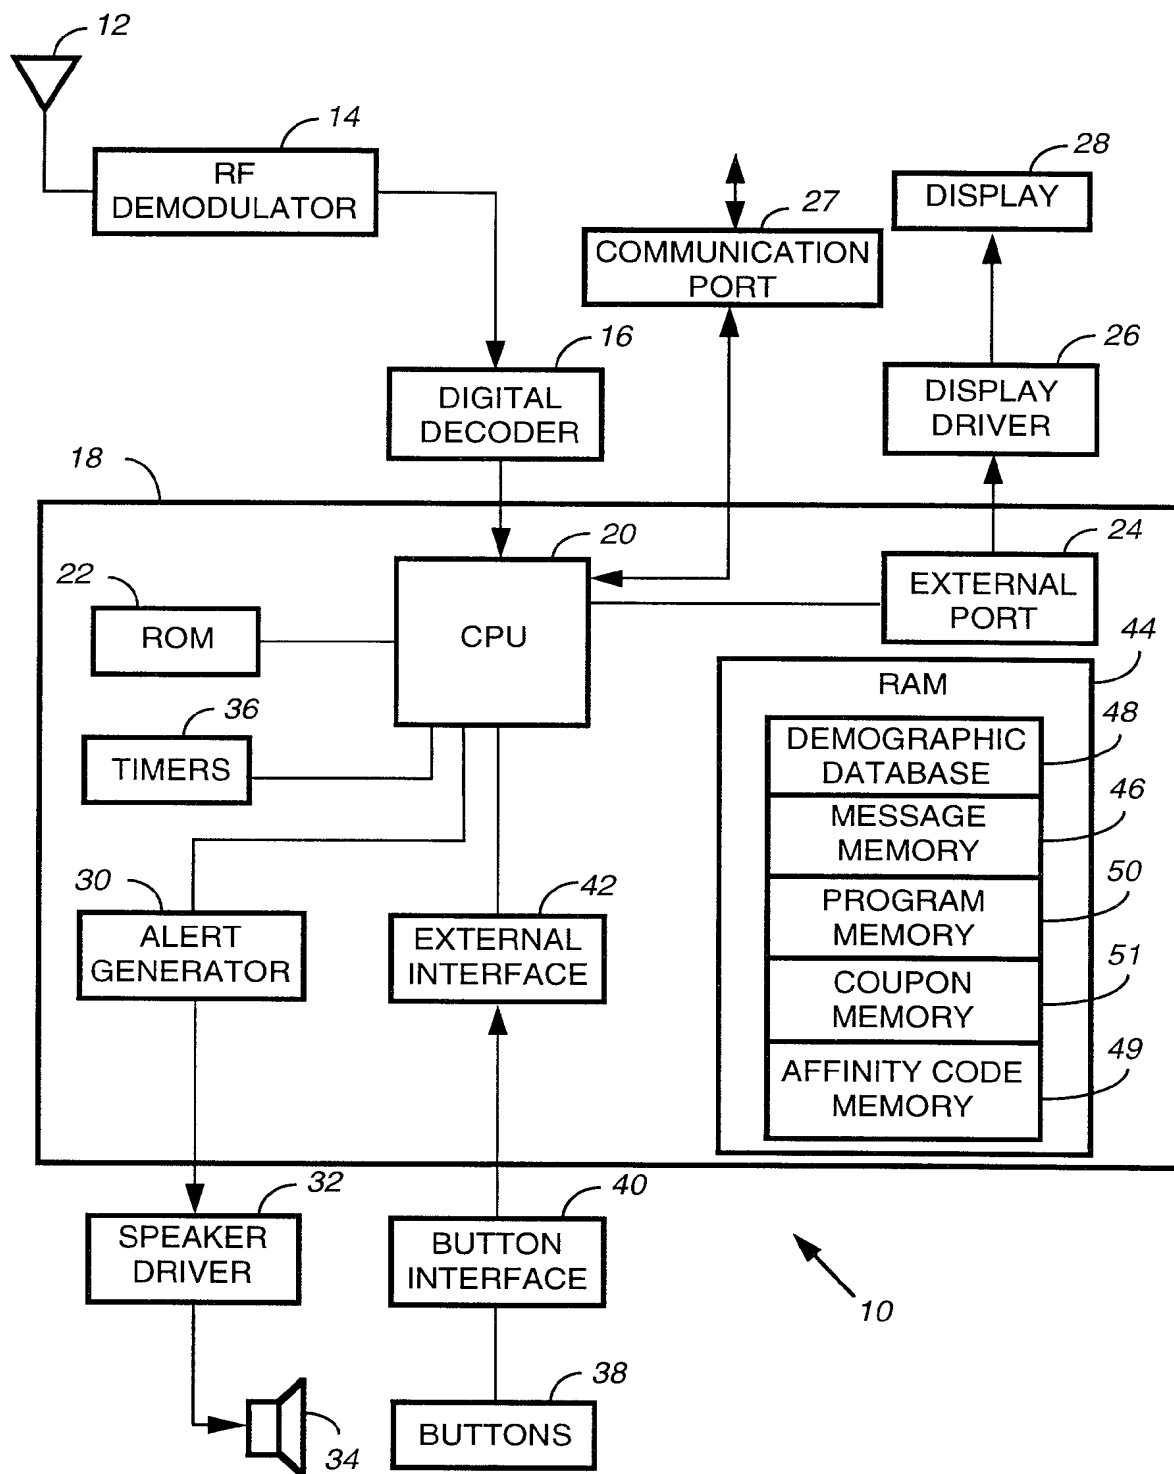 12
14
RF
DEMODULATOR
28
DISPLAY
27
COMMUNICATION
PORT
16
DIGITAL
DECODER
26
DISPLAY
DRIVER
18
20
CPU
24
EXTERNAL
PORT
22
ROM
44
RAM
36
TIMERS
48
DEMOGRAPHIC
DATABASE
46
MESSAGE
MEMORY
50
PROGRAM
MEMORY
51
COUPON
MEMORY
49
AFFINITY CODE
MEMORY
30
ALERT
GENERATOR
42
EXTERNAL
INTERFACE
32
SPEAKER
DRIVER
40
BUTTON
INTERFACE
10
34
38
BUTTONS